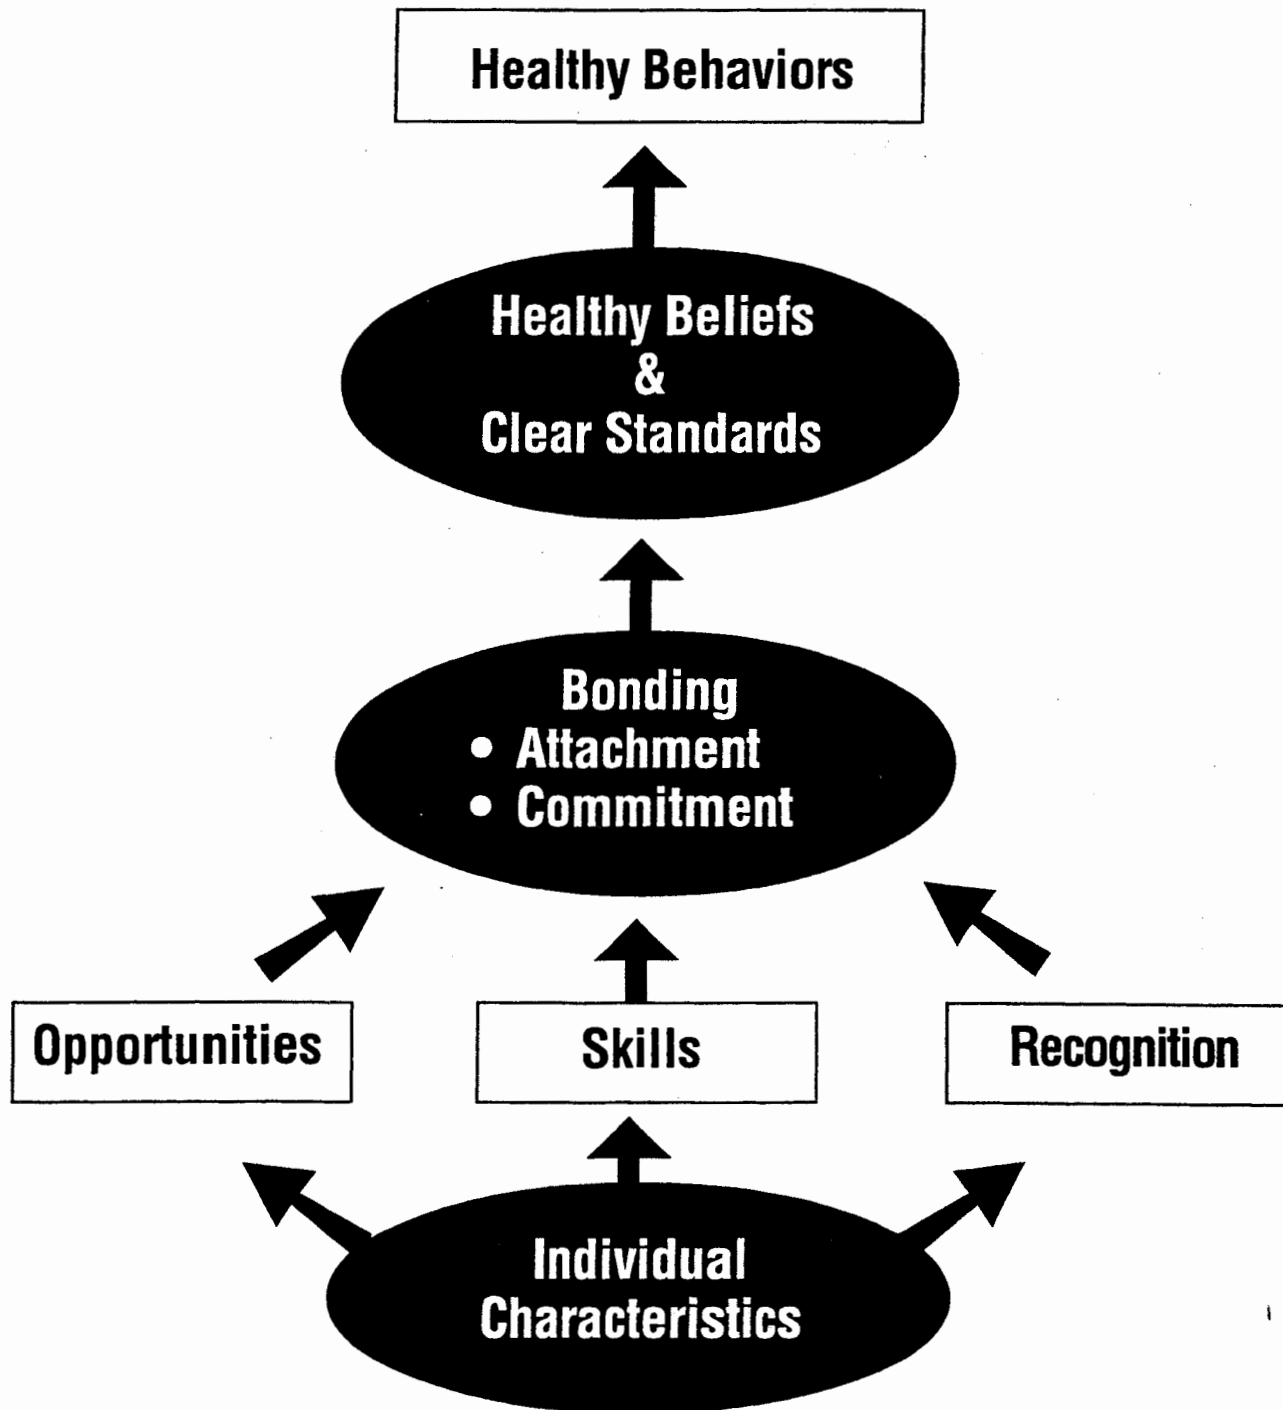 Healthy Behaviors
Healthy Beliefs
&
Clear Standards
Bonding
• Attachment
• Commitment
Opportunities
Skills
Recognition
Individual
Characteristics